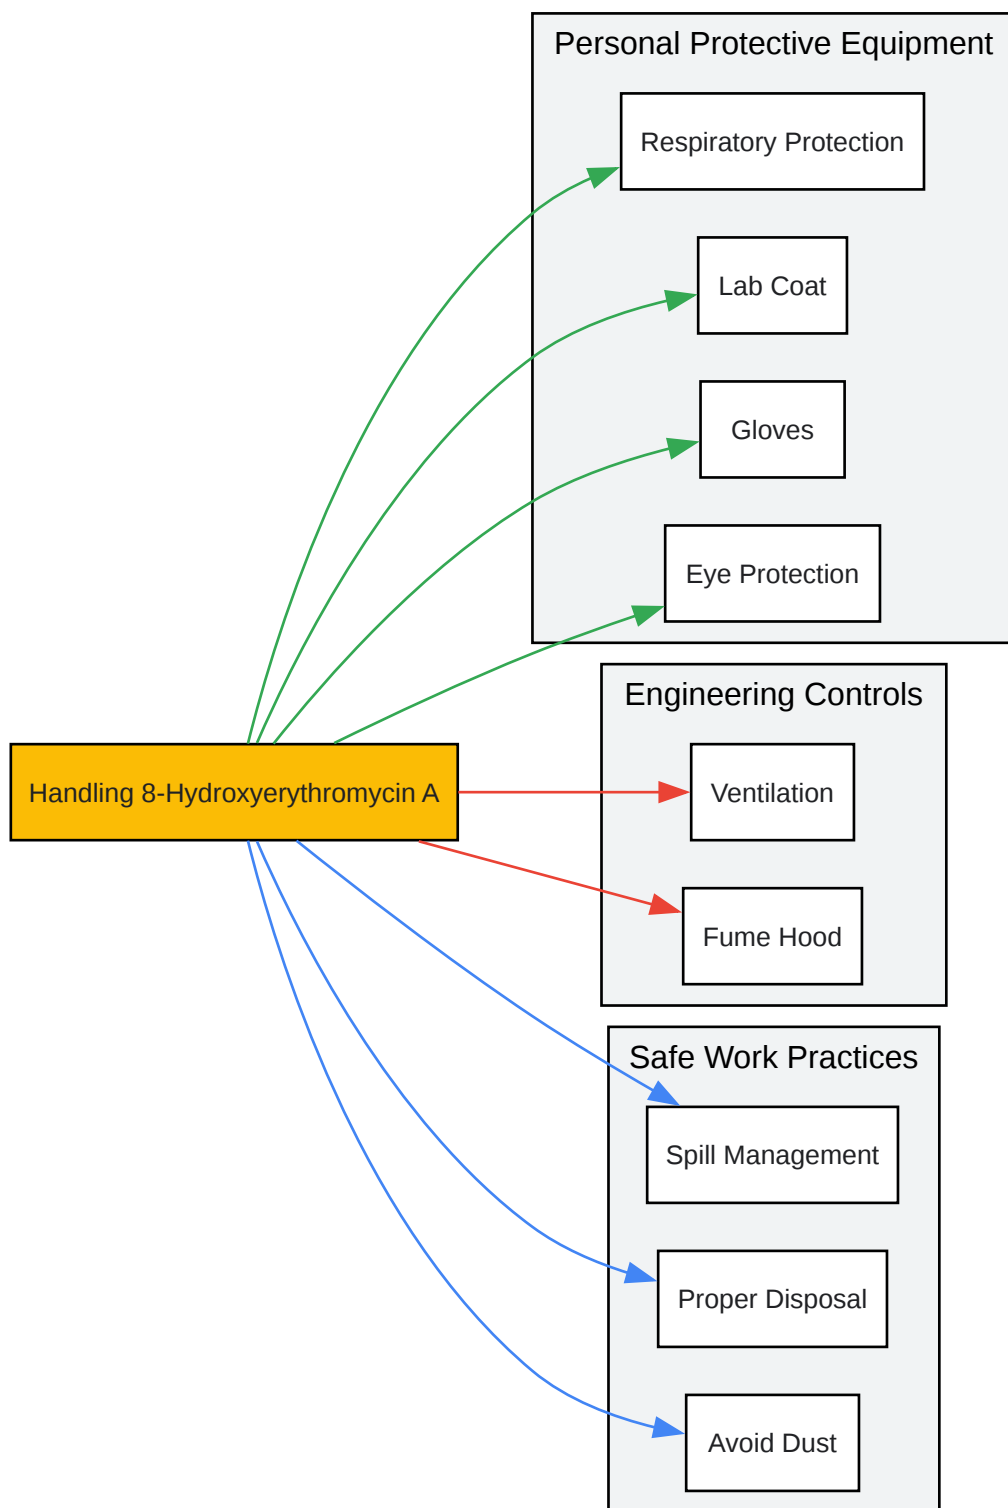 Personal Protective Equipment
Respiratory Protection
Lab Coat
Gloves
Eye Protection
Engineering Controls
Handling 8-Hydroxyerythromycin A
Ventilation
Fume Hood
Safe Work Practices
Spill Management
Proper Disposal
Avoid Dust